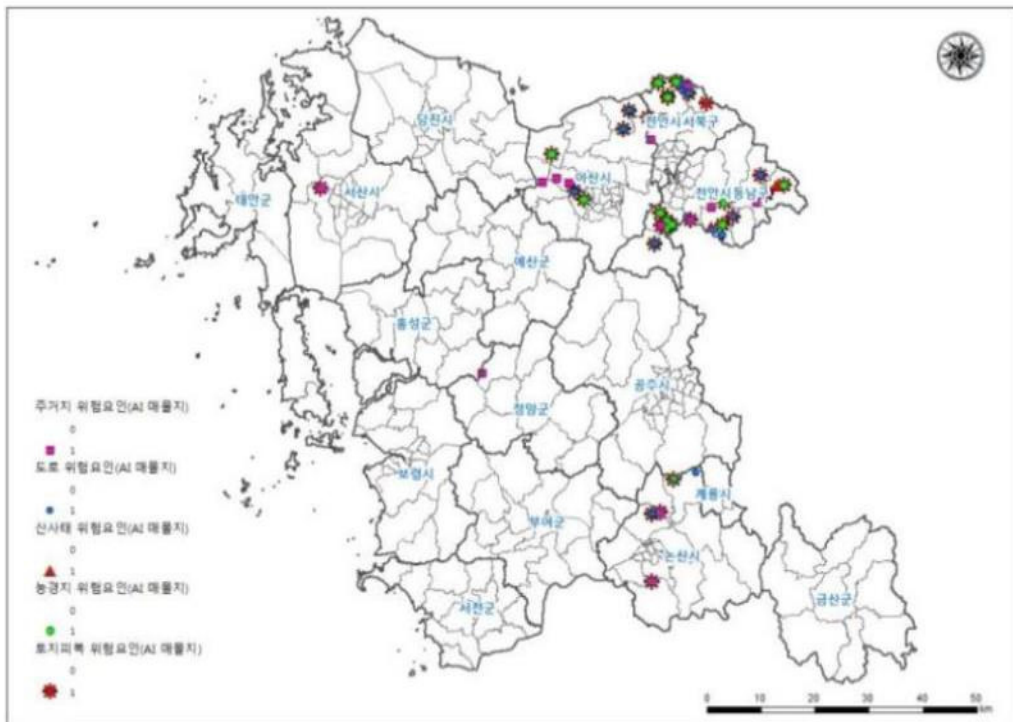 당진시
천안시서북구
아산시
천안시동남구
태안군
서산시
예산군
홍성군
공주시
청양군
보령시
계룡시
부여군
논산시
서천군
금산군
주거지 위험요인(AI 매몰지)
0
1
도로 위험요인(AI 매몰지)
0
1
산사태 위험요인(AI 매몰지)
0
1
농경지 위험요인(AI 매몰지)
0
1
토지피복 위험요인(AI 매몰지)
0
1
0 10 20 30 40 50
km